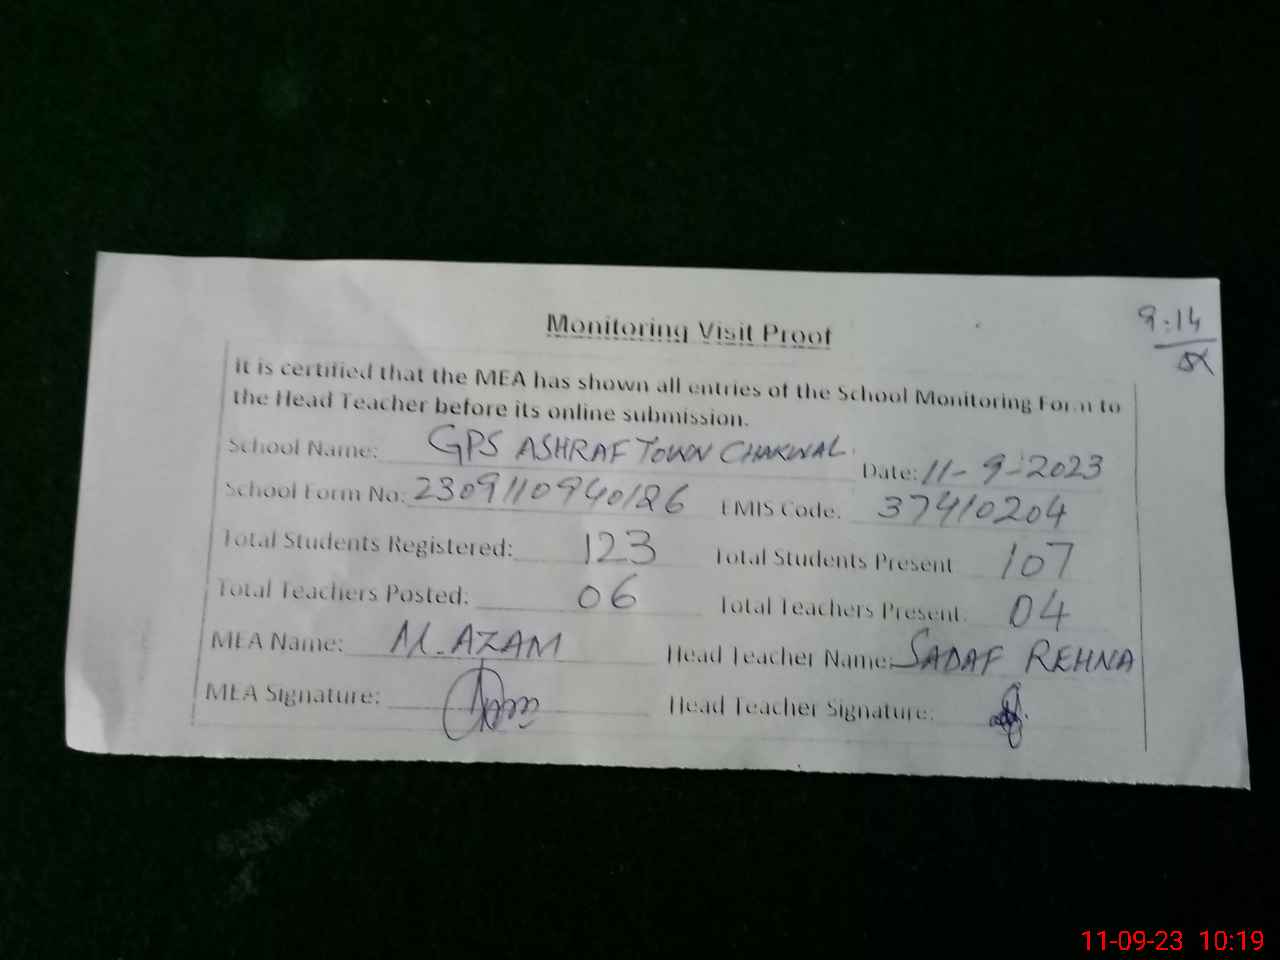 9:14
Monitoring Visit Proof
It is certified that the MEA has shown all entries of the School Monitoring Form to
the Head Teacher before its online submission.
School Name: GPS ASHRAF TOWN CHAKWAL. Date: 11-9-2023
School Form No: 2309110940186 EMIS Code. 37410204
Total Students Registered: 123 Total Students Present 107
Total Teachers Posted: 06 Total Teachers Present 04
MEA Name: M.AZAM Head Teacher Name: SADAF REHNA
MEA Signature: Head Teacher Signature:
11-09-23 10:19